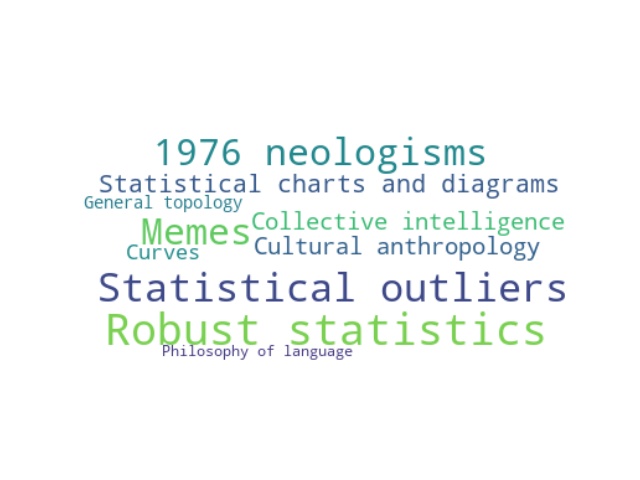 1976 neologisms
Statistical charts and diagrams
General topology
Collective intelligence
Memes
Cultural anthropology
Curves
Statistical outliers
Robust statistics
Philosophy of language